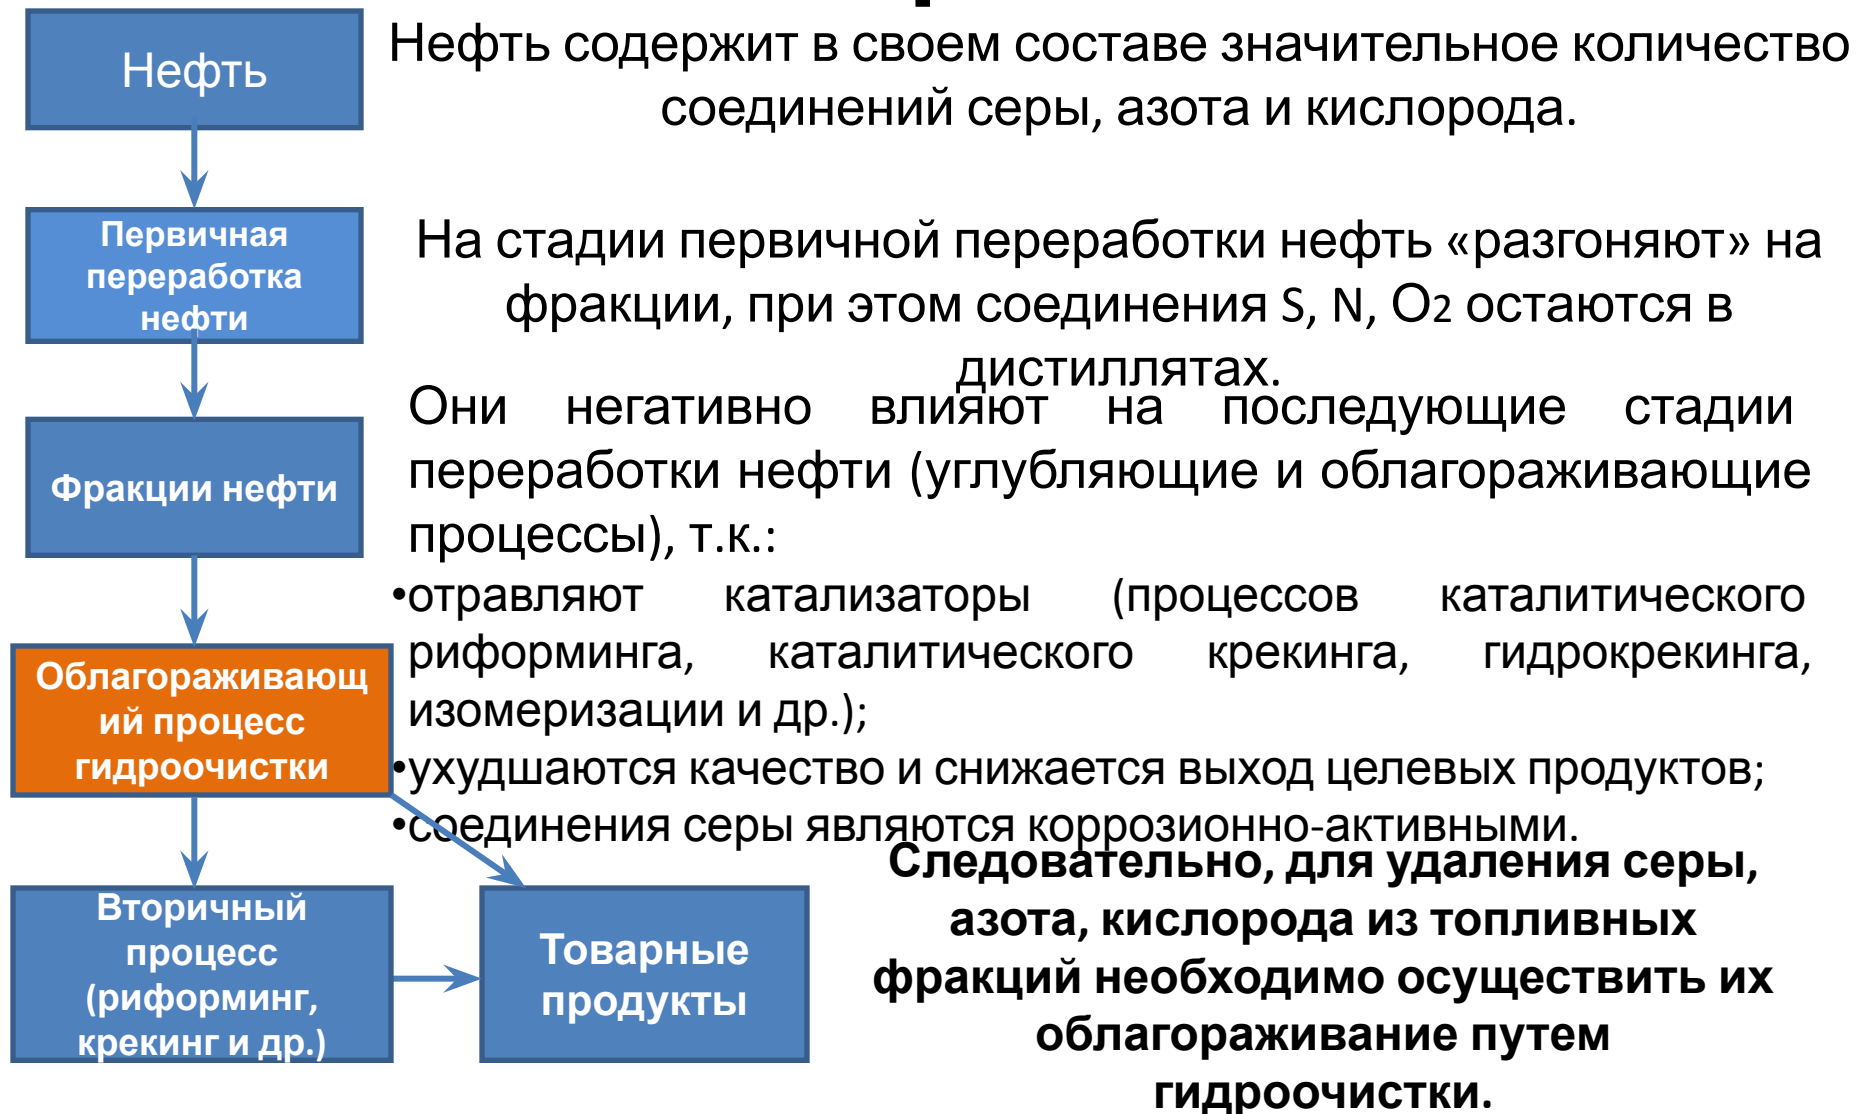 Нефть
Нефть содержит в своем составе значительное количество
соединений серы, азота и кислорода.
Первичная
переработка
нефти
На стадии первичной переработки нефть «разгоняют» на
фракции, при этом соединения S, N, О2 остаются в
дистиллятах.
Фракции нефти
Они негативно влияют на последующие стадии
переработки нефти (углубляющие и облагораживающие
процессы), т.к.:
•отравляют катализаторы (процессов каталитического
риформинга, каталитического крекинга, гидрокрекинга,
изомеризации и др.);
•ухудшаются качество и снижается выход целевых продуктов;
•соединения серы являются коррозионно-активными.
Облагораживающ
ий процесс
гидроочистки
Вторичный
процесс
(риформинг,
крекинг и др.)
Товарные
продукты
Следовательно, для удаления серы,
азота, кислорода из топливных
фракций необходимо осуществить их
облагораживание путем
гидроочистки.